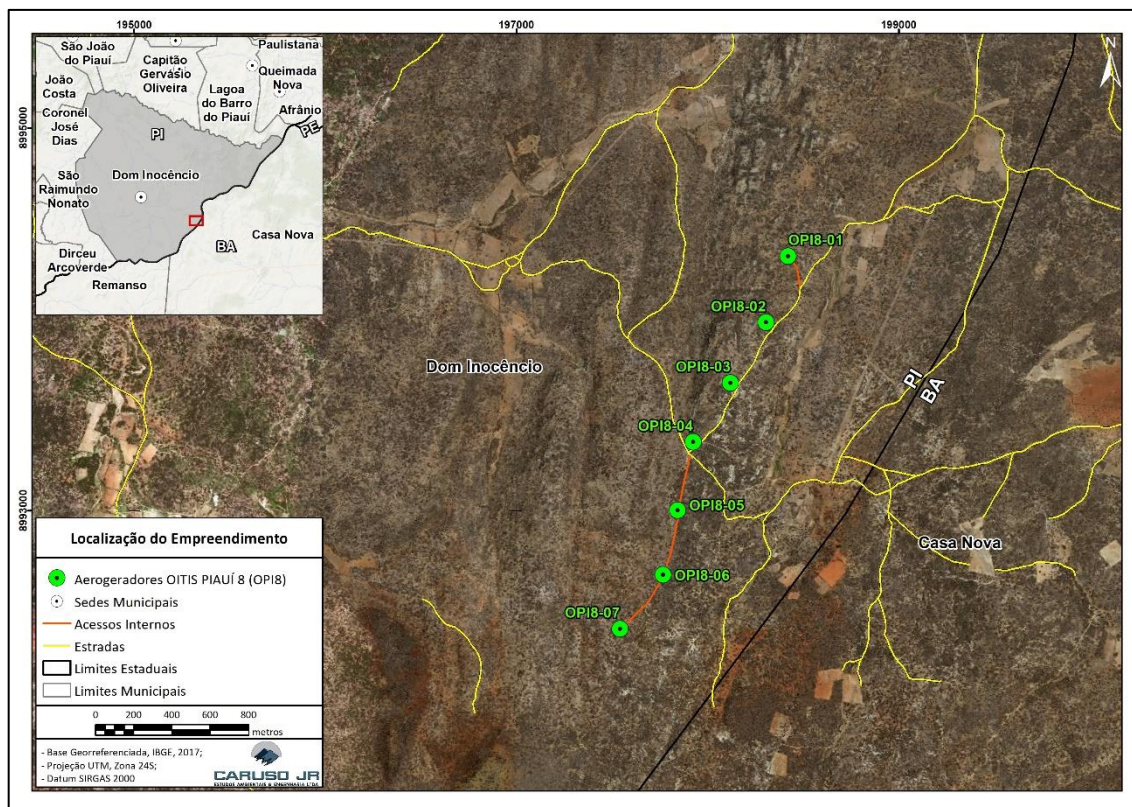 195000
197000
199000
8995000
8993000
São João
do Piauí
João
Costa
Coronel
José
Dias
São
Raimundo
Nonato
Dirceu
Arcoverde
Remanso
Capitão
Gervásio
Oliveira
Lagoa
do Barro
do Piauí
Paulistana
Queimada
Nova
Afrânio
PI
PE
Dom Inocêncio
BA
Casa Nova
N
OPI8-01
OPI8-02
OPI8-03
OPI8-04
OPI8-05
OPI8-06
OPI8-07
Dom Inocêncio
PI
BA
Casa Nova
Localização do Empreendimento
Aerogeradores OITIS PIAUÍ 8 (OPI8)
Sedes Municipais
Acessos Internos
Estradas
Limites Estaduais
Limites Municipais
0 200 400 600 800
metros
- Base Georreferenciada, IBGE, 2017;
- Projeção UTM, Zona 24S;
- Datum SIRGAS 2000
CARUSO JR
ESTUDOS AMBIENTAIS & ENGENHARIA LTDA